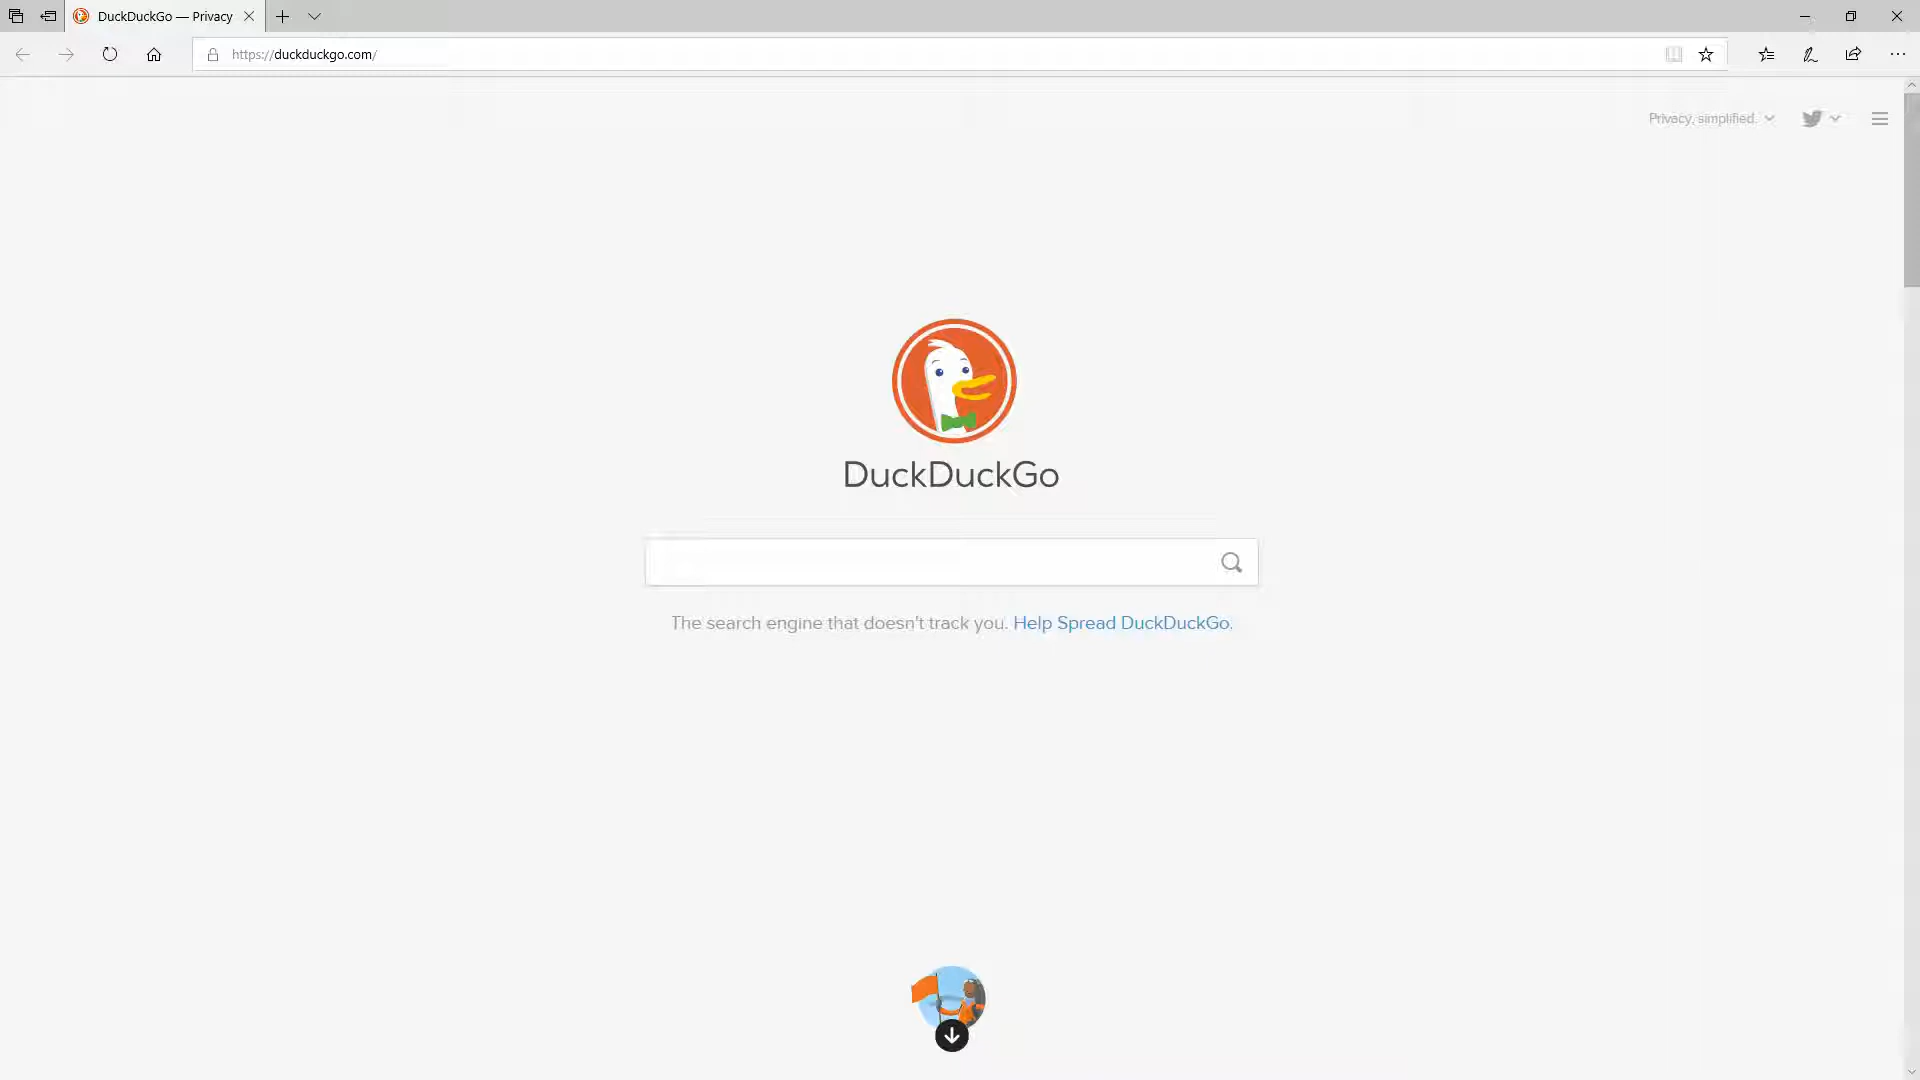 DuckDuckGo — Privacy
https://duckduckgo.com/
Privacy, simplified.
DuckDuckGo
The search engine that doesn't track you. Help Spread DuckDuckGo.